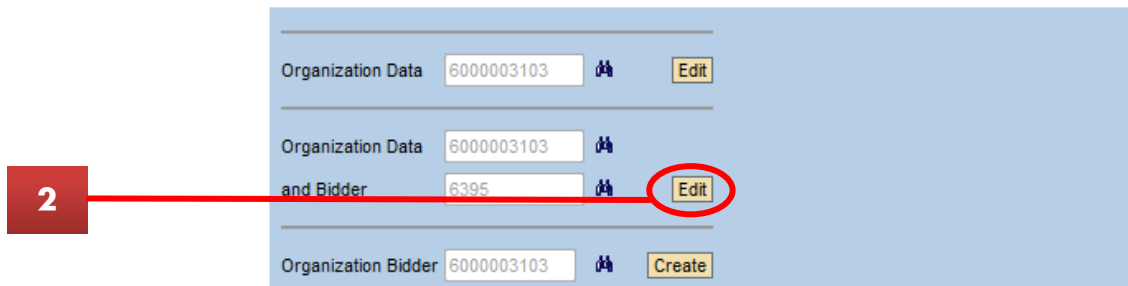 Organization Data 6000003103 Edit
Organization Data 6000003103
2 and Bidder 6395 Edit
Organization Bidder 6000003103 Create